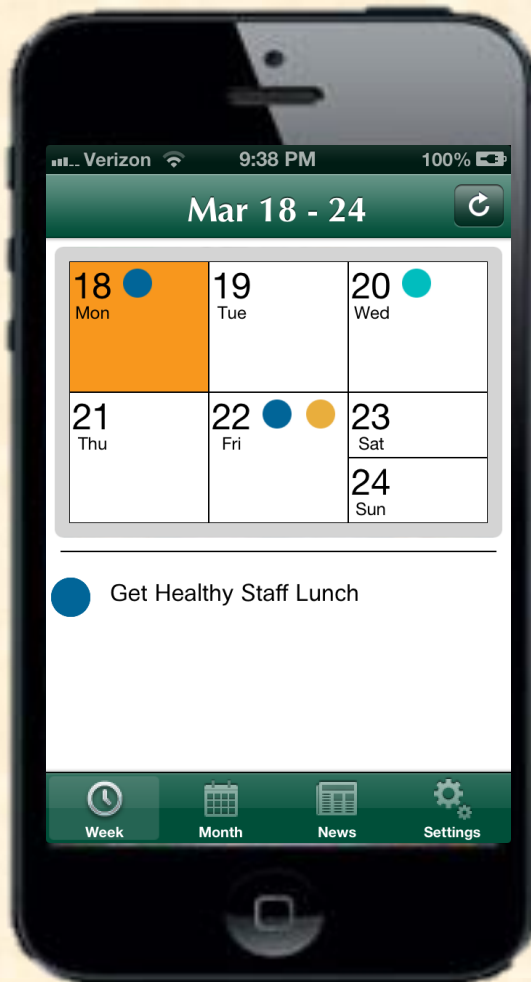 Verizon 9:38 PM 100%
Mar 18 - 24
18 19 20
Mon Tue Wed
21 22 23
Thu Fri Sat
24
Sun
Get Healthy Staff Lunch
Week Month News Settings